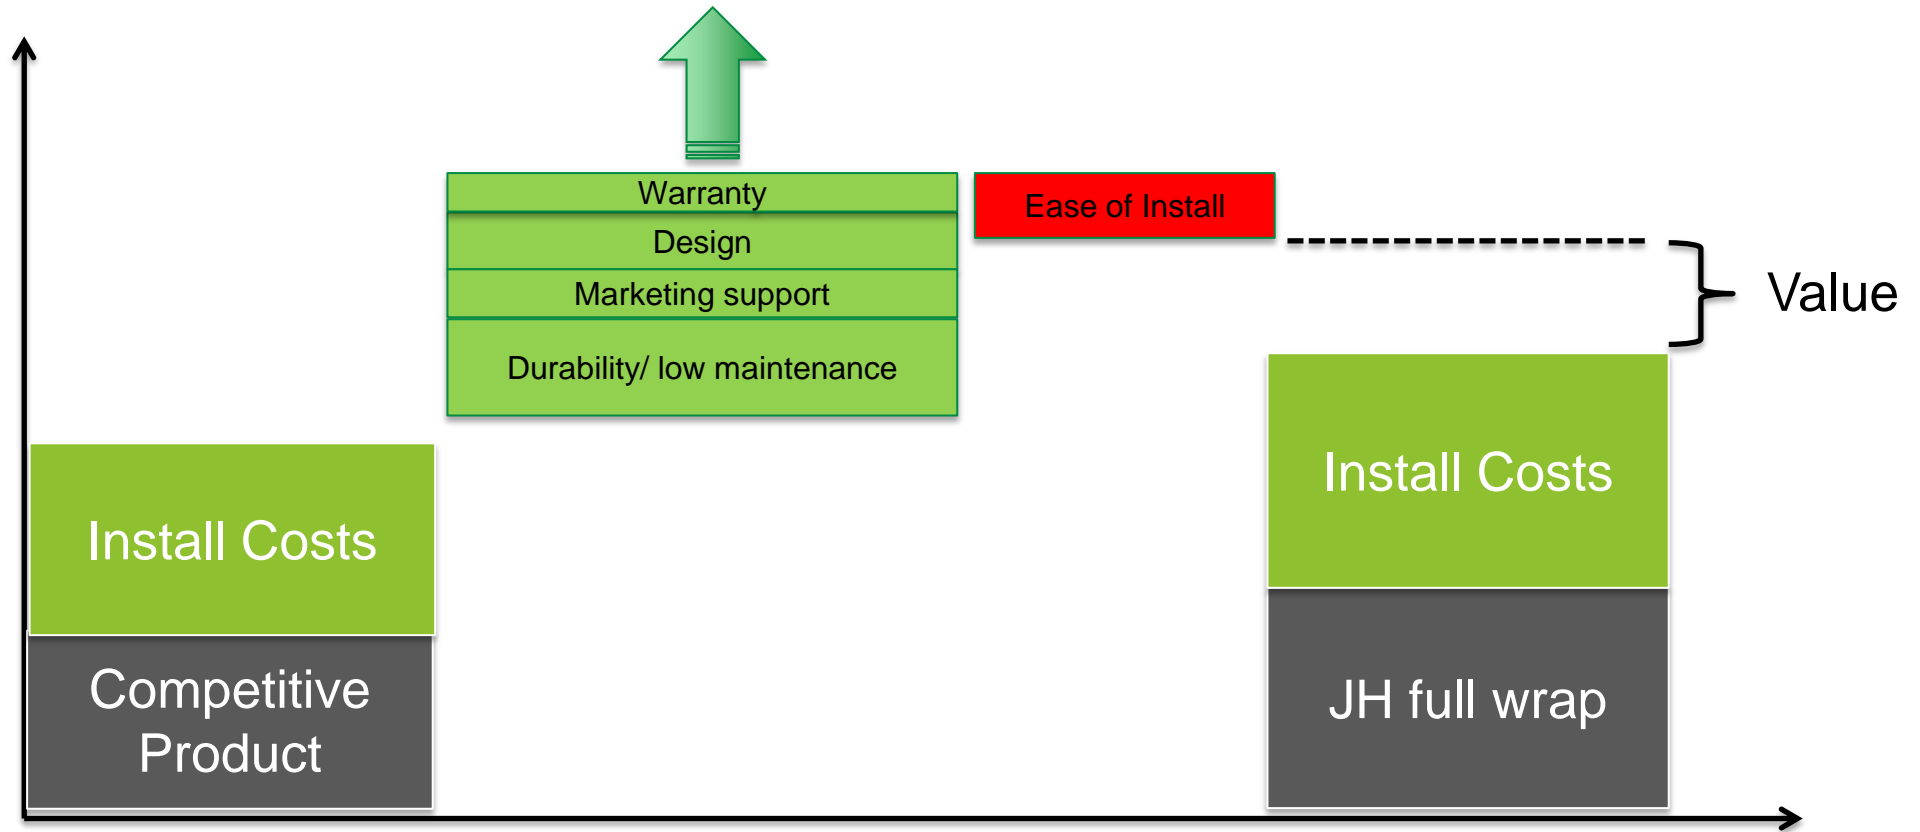 Warranty
Design
Marketing support
Durability/ low maintenance
Ease of Install
Value
Install Costs
Competitive
Product
Install Costs
JH full wrap